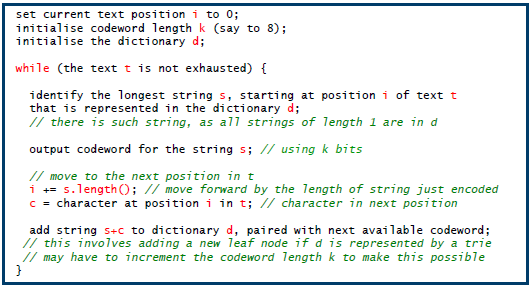 set current text position i to 0;
initialise codeword length k (say to 8);
initialise the dictionary d;
while (the text t is not exhausted) {
identify the longest string s, starting at position i of text t
that is represented in the dictionary d;
// there is such string, as all strings of length 1 are in d
output codeword for the string s; // using k bits
// move to the next position in t
i += s.length(); // move forward by the length of string just encoded
c = character at position i in t; // character in next position
add string s+c to dictionary d, paired with next available codeword;
// this involves adding a new leaf node if d is represented by a trie
// may have to increment the codeword length k to make this possible
}